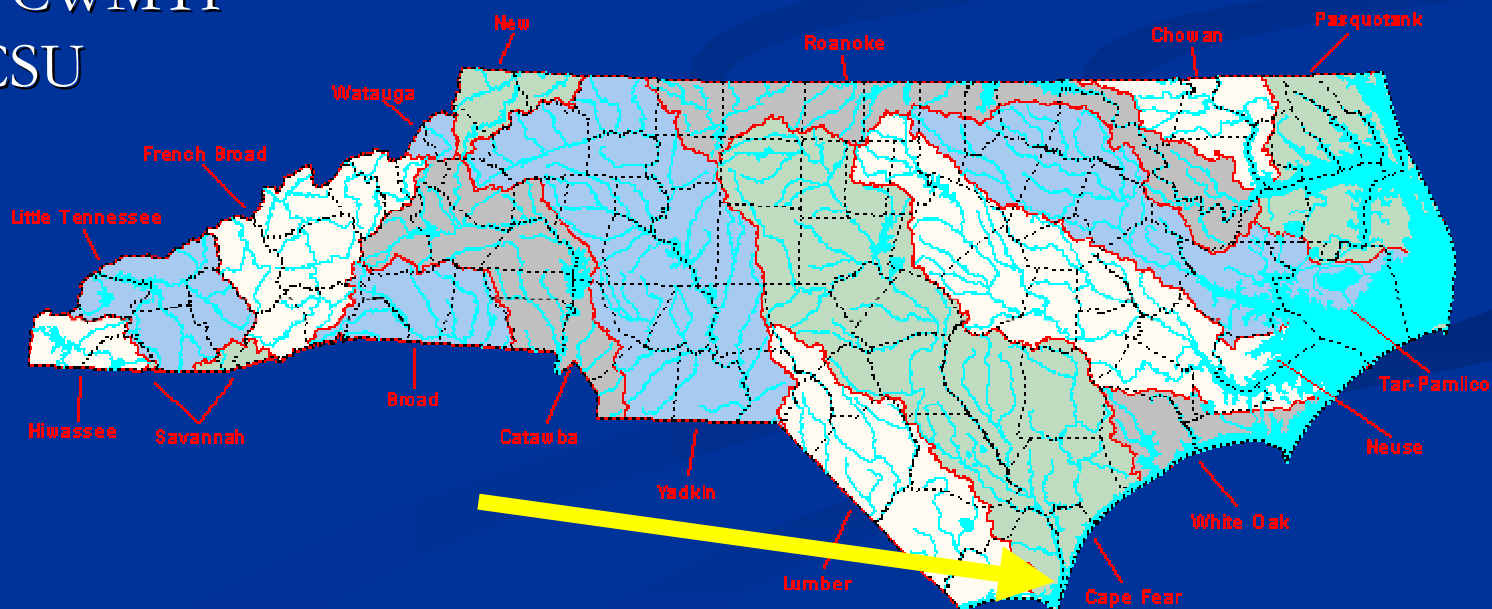 CWMTF
CSU
New
Pasquotank
Chowan
Roanoke
Watauga
French Broad
Little Tennessee
Tar-Pamlico
Broad
Hiwassee
Savannah
Catawba
Neuse
Yadkin
White Oak
Lumber
Cape Fear